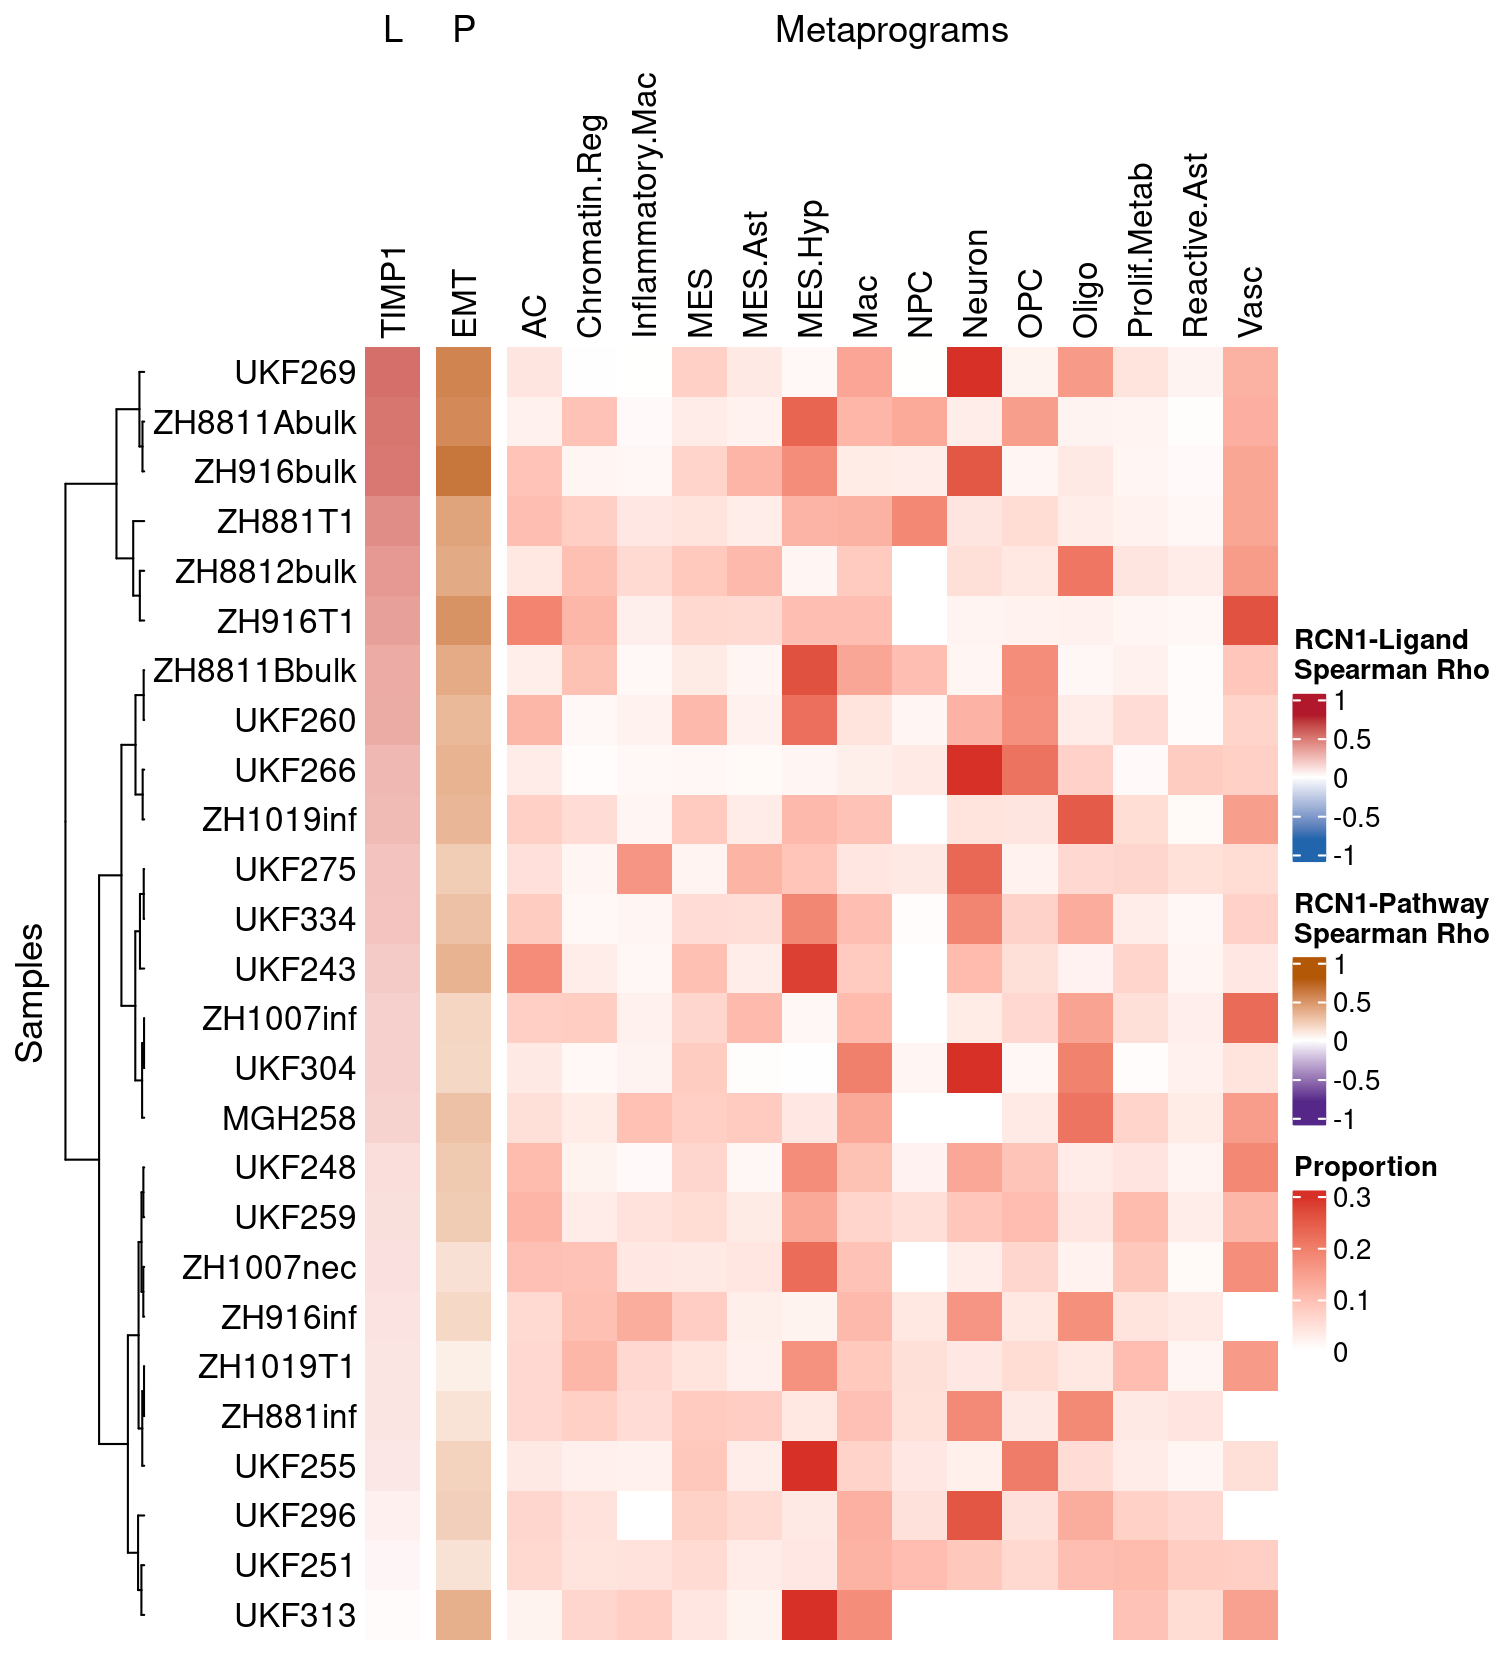 L P Metaprograms
TIMP1
EMT
AC
Chromatin.Reg
Inflammatory.Mac
MES
MES.Ast
MES.Hyp
Mac
NPC
Neuron
OPC
Oligo
Prolif.Metab
Reactive.Ast
Vasc
Samples
UKF269
ZH8811Abulk
ZH916bulk
ZH881T1
ZH8812bulk
ZH916T1
ZH8811Bbulk
UKF260
UKF266
ZH1019inf
UKF275
UKF334
UKF243
ZH1007inf
UKF304
MGH258
UKF248
UKF259
ZH1007nec
ZH916inf
ZH1019T1
ZH881inf
UKF255
UKF296
UKF251
UKF313
RCN1-Ligand
Spearman Rho
1
0.5
0
-0.5
-1
RCN1-Pathway
Spearman Rho
1
0.5
0
-0.5
-1
Proportion
0.3
0.2
0.1
0